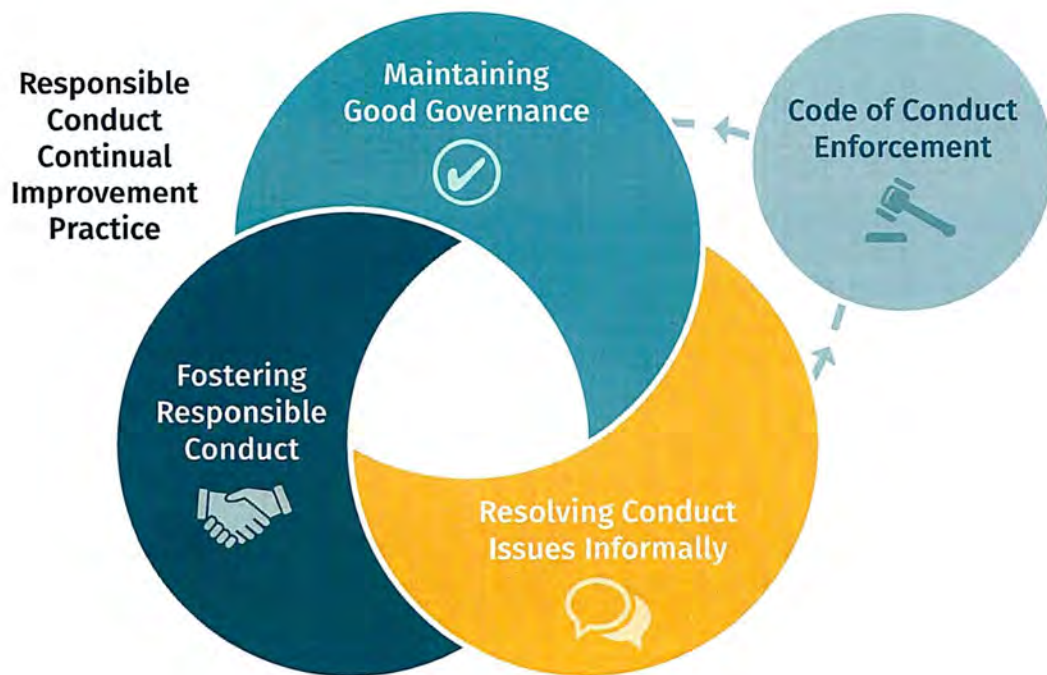 Responsible
Conduct
Continual
Improvement
Practice
Maintaining
Good Governance
Code of Conduct
Enforcement
Fostering
Responsible
Conduct
Resolving Conduct
Issues Informally